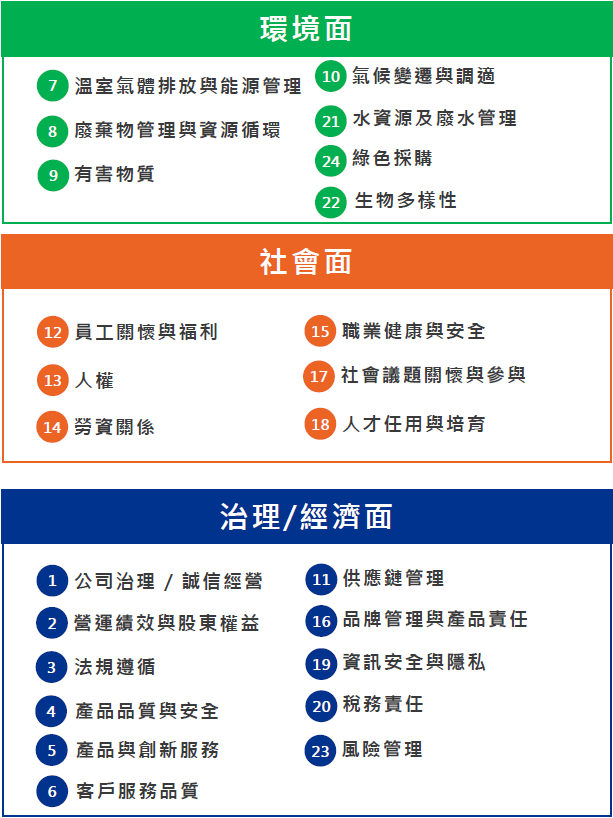 環境面
7 溫室氣體排放與能源管理
8 廢棄物管理與資源循環
9 有害物質
10 氣候變遷與調適
21 水資源及廢水管理
24 綠色採購
22 生物多樣性
社會面
12 員工關懷與福利
13 人權
14 勞資關係
15 職業健康與安全
17 社會議題關懷與參與
18 人才任用與培育
治理/經濟面
1 公司治理 / 誠信經營
2 營運績效與股東權益
3 法規遵循
4 產品品質與安全
5 產品與創新服務
6 客戶服務品質
11 供應鏈管理
16 品牌管理與產品責任
19 資訊安全與隱私
20 稅務責任
23 風險管理